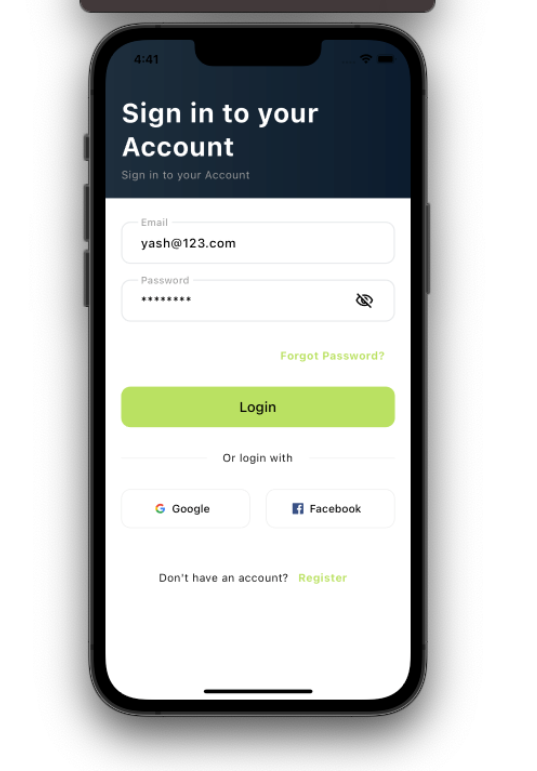 4:41
Sign in to your
Account
Sign in to your Account
Email
yash@123.com
Password
********
Forgot Password?
Login
Or login with
Google
Facebook
Don't have an account? Register